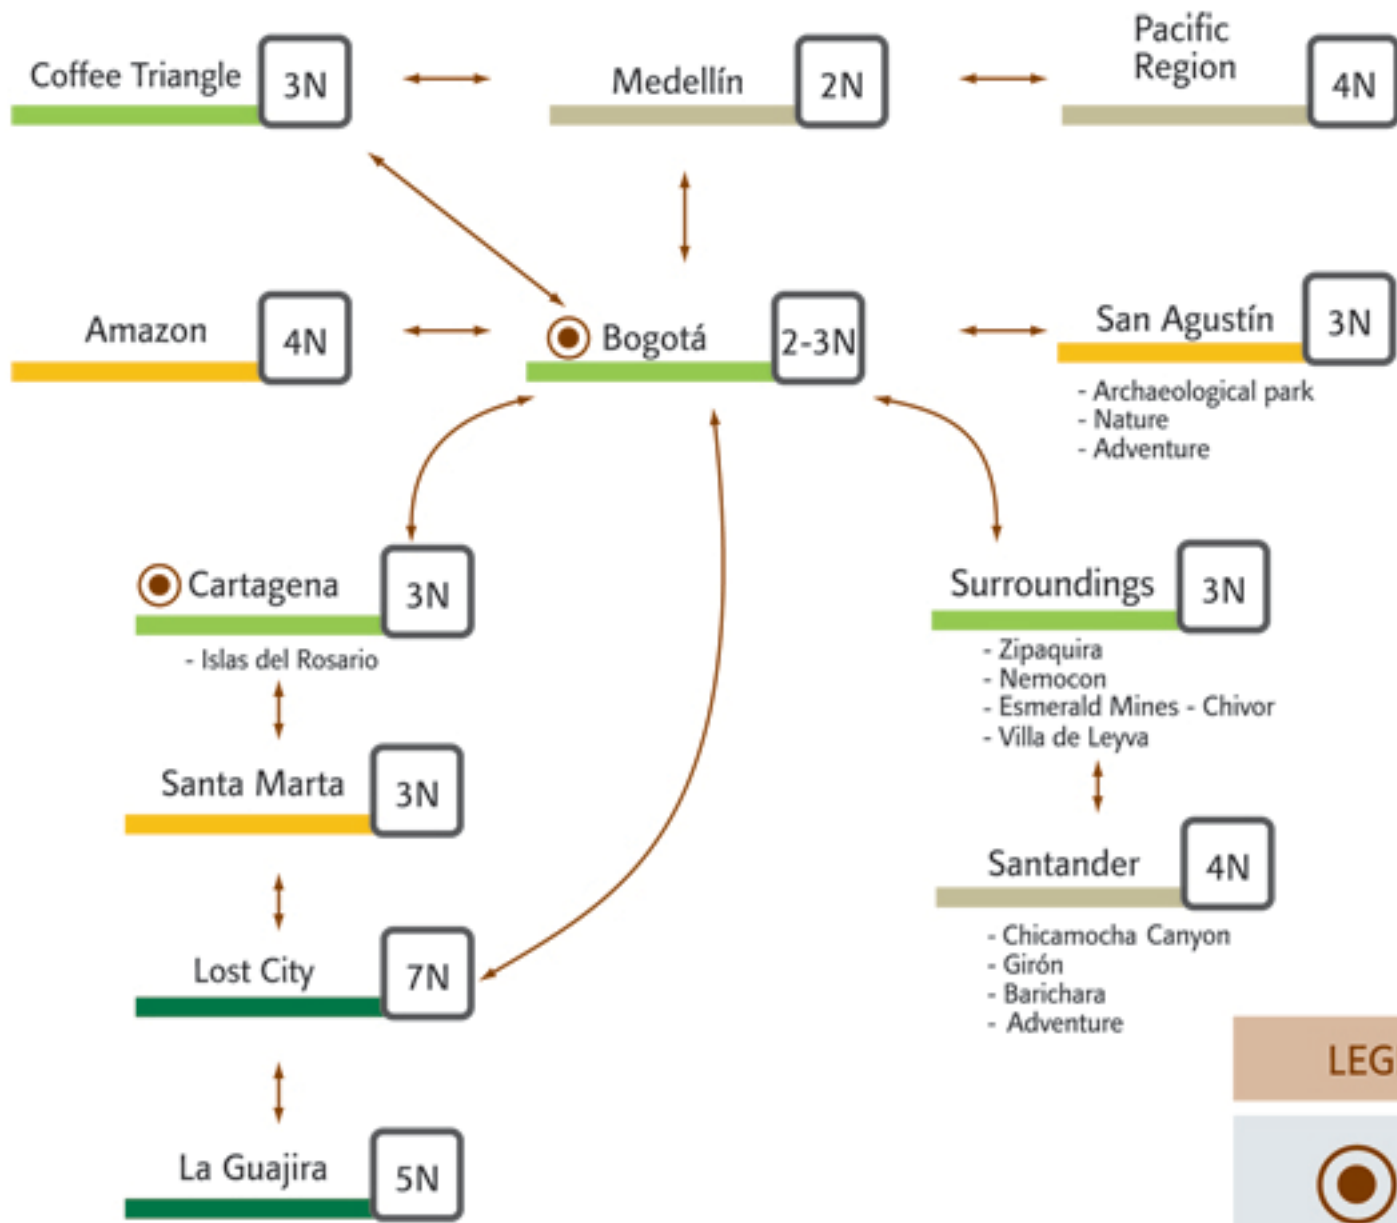 Coffee Triangle
3N
Medellín
2N
Pacific
Region
4N
Amazon
4N
Bogotá
2-3N
San Agustín
3N
- Archaeological park
- Nature
- Adventure
Cartagena
3N
- Islas del Rosario
Surroundings
3N
- Zipaquira
- Nemocon
- Esmerald Mines - Chivor
- Villa de Leyva
Santa Marta
3N
Santander
4N
- Chicamocha Canyon
- Girón
- Barichara
- Adventure
Lost City
7N
La Guajira
5N
LEG